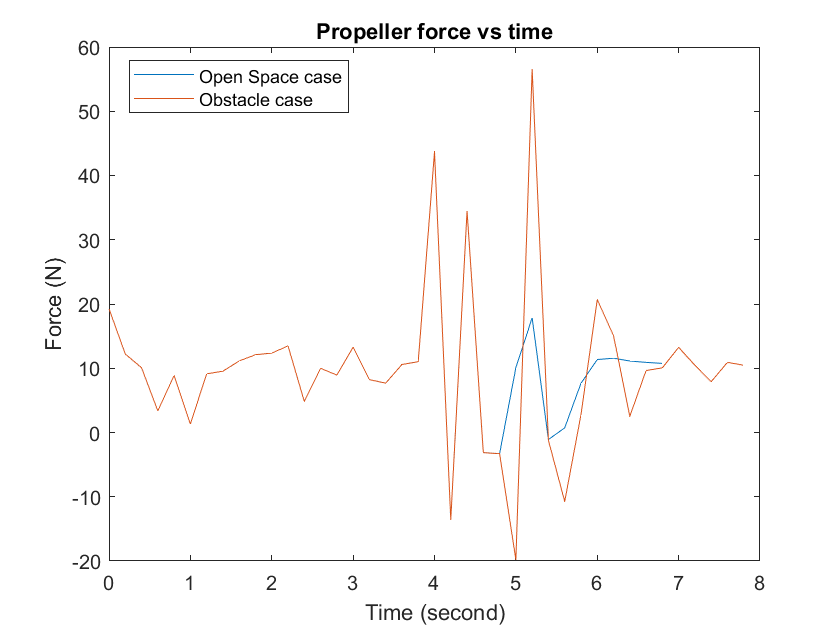 Propeller force vs time
Open Space case
Obstacle case
60
50
40
30
20
10
0
-10
-20
Force (N)
0 1 2 3 4 5 6 7 8
Time (second)